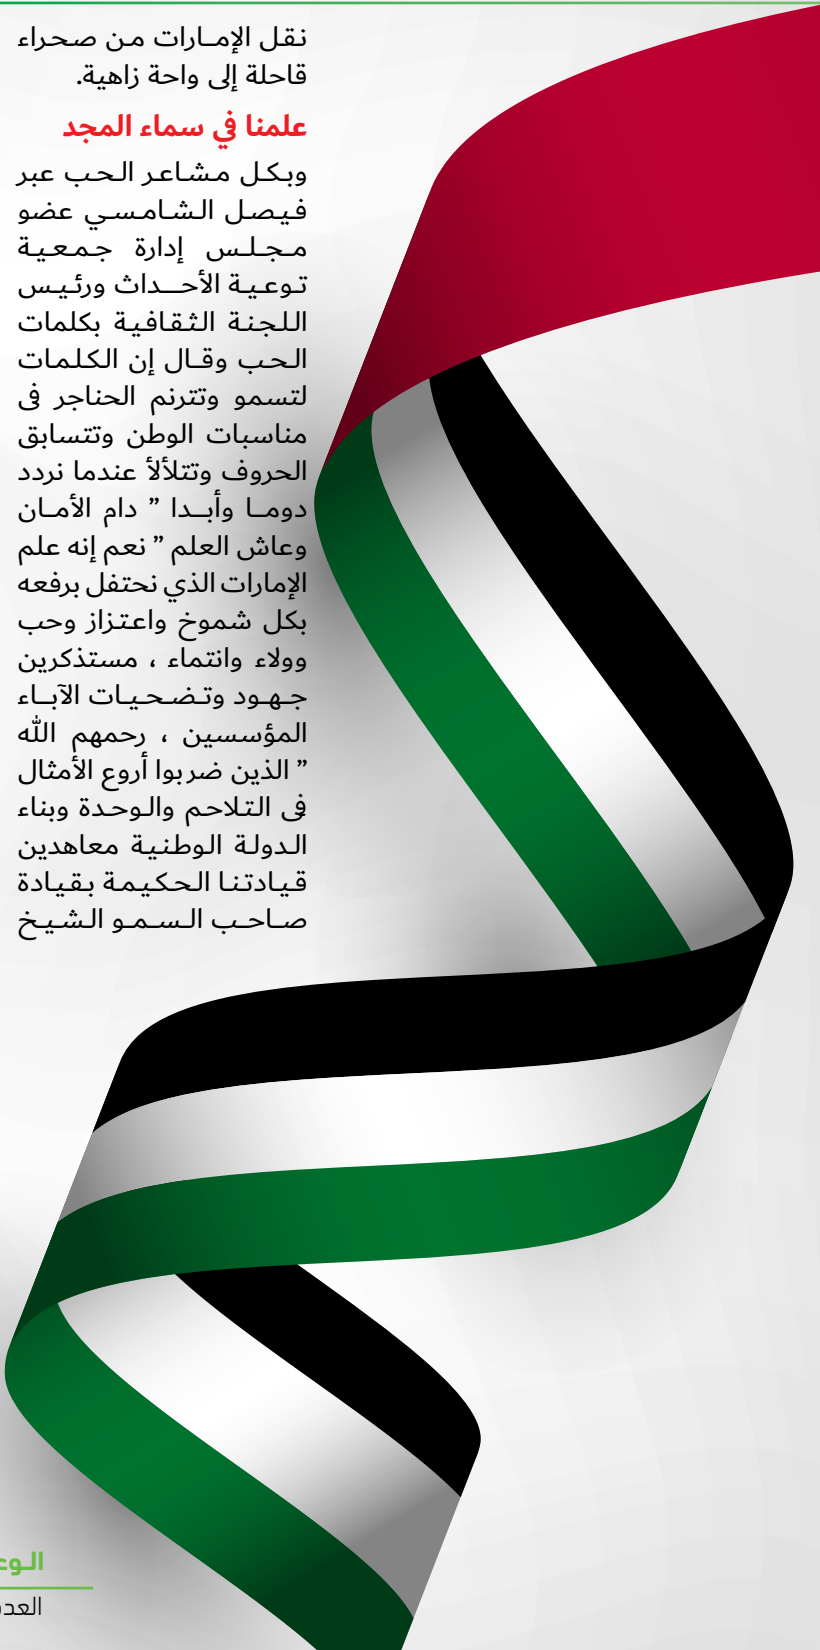 نقل الإمارات من صحراء
قاحلة إلى واحة زاهية.
علمنا في سماء المجد
وبكل مشاعر الحب عبر
فيصل الشامسي عضو
مجلس إدارة جمعية
توعية الأحداث ورئيس
اللجنة الثقافية بكلمات
الحب وقال إن الكلمات
لتسمو وتترنم الحناجر فى
مناسبات الوطن وتتسابق
الحروف وتتلألأ عندما نردد
دوما وأبدا ” دام الأمان
وعاش العلم ” نعم إنه علم
الإمارات الذي نحتفل برفعه
بكل شموخ واعتزاز وحب
وولاء وانتماء ، مستذكرين
جهود وتضحيات الآباء
المؤسسين ، رحمهم الله
” الذين ضربوا أروع الأمثال
فى التلاحم والوحدة وبناء
الدولة الوطنية معاهدين
قيادتنا الحكيمة بقيادة
صاحب السمو الشيخ